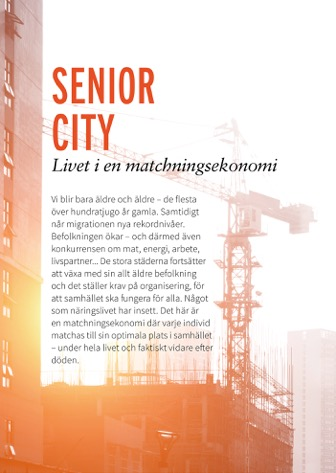 SENIOR
CITY
Livet i en matchningsekonomi
Vi blir bara äldre och äldre – de flesta
över hundratjugo år gamla. Samtidigt
når migrationen nya rekordnivåer.
Befolkningen ökar – och därmed även
konkurrensen om mat, energi, arbete,
livspartner... De stora städerna fortsätter
att växa med sin allt äldre befolkning
och det ställer krav på organisering, för
att samhället ska fungera för alla. Något
som näringslivet har insett. Det här är
en matchningsekonomi där varje individ
matchas till sin optimala plats i samhället
– under hela livet och faktiskt vidare efter
döden.